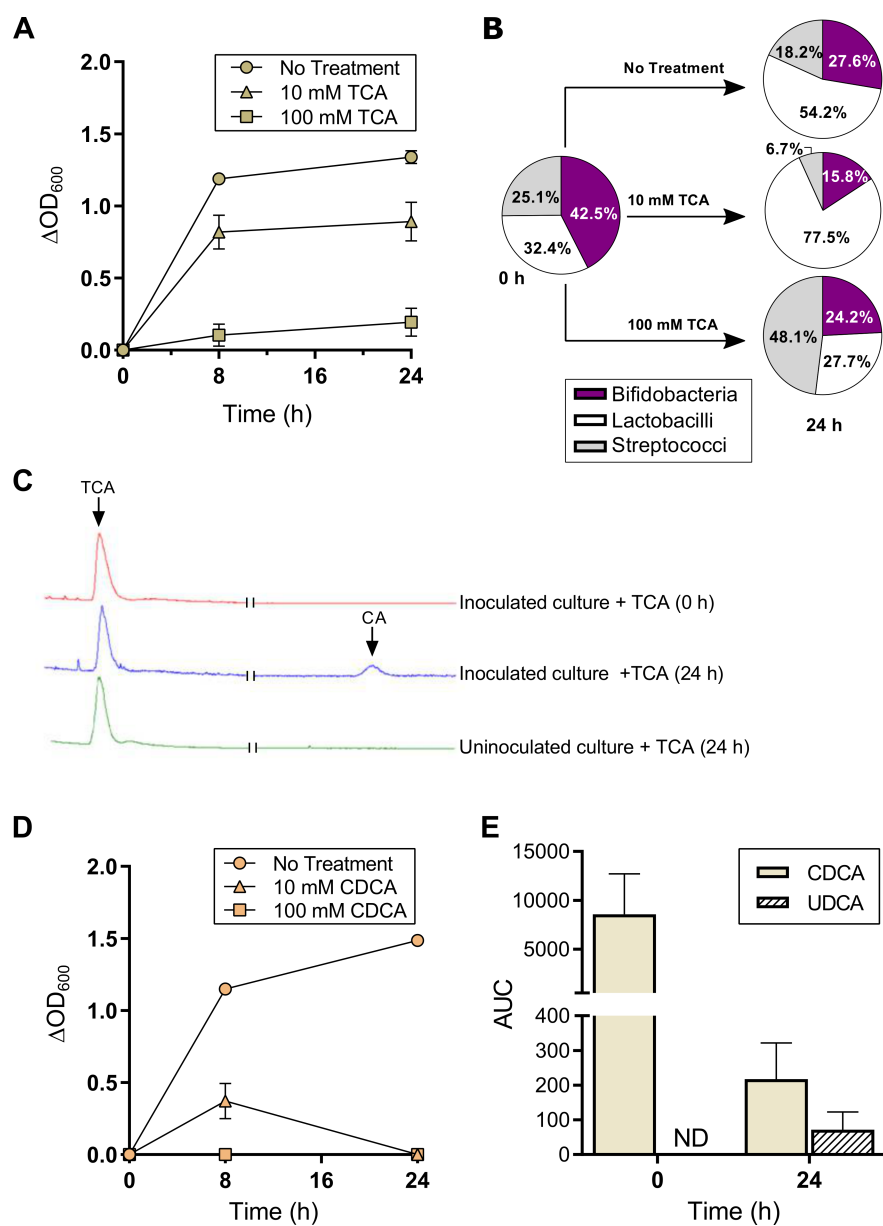 A
No Treatment
10 mM TCA
100 mM TCA
2.0
1.5
1.0
0.5
0.0
ΔOD600
0 8 16 24
Time (h)
B
No Treatment
10 mM TCA
100 mM TCA
25.1% 42.5%
32.4%
0 h
18.2% 27.6%
54.2%
6.7%
15.8%
77.5%
24.2%
48.1%
27.7%
24 h
Bifidobacteria
Lactobacilli
Streptococci
C
TCA
Inoculated culture + TCA (0 h)
CA
Inoculated culture +TCA (24 h)
Uninoculated culture + TCA (24 h)
D
No Treatment
10 mM CDCA
100 mM CDCA
2.0
1.5
1.0
0.5
0.0
ΔOD600
0 8 16 24
Time (h)
E
CDCA
UDCA
15000
10000
5000
400
300
200
100
0
AUC
ND
0 24
Time (h)